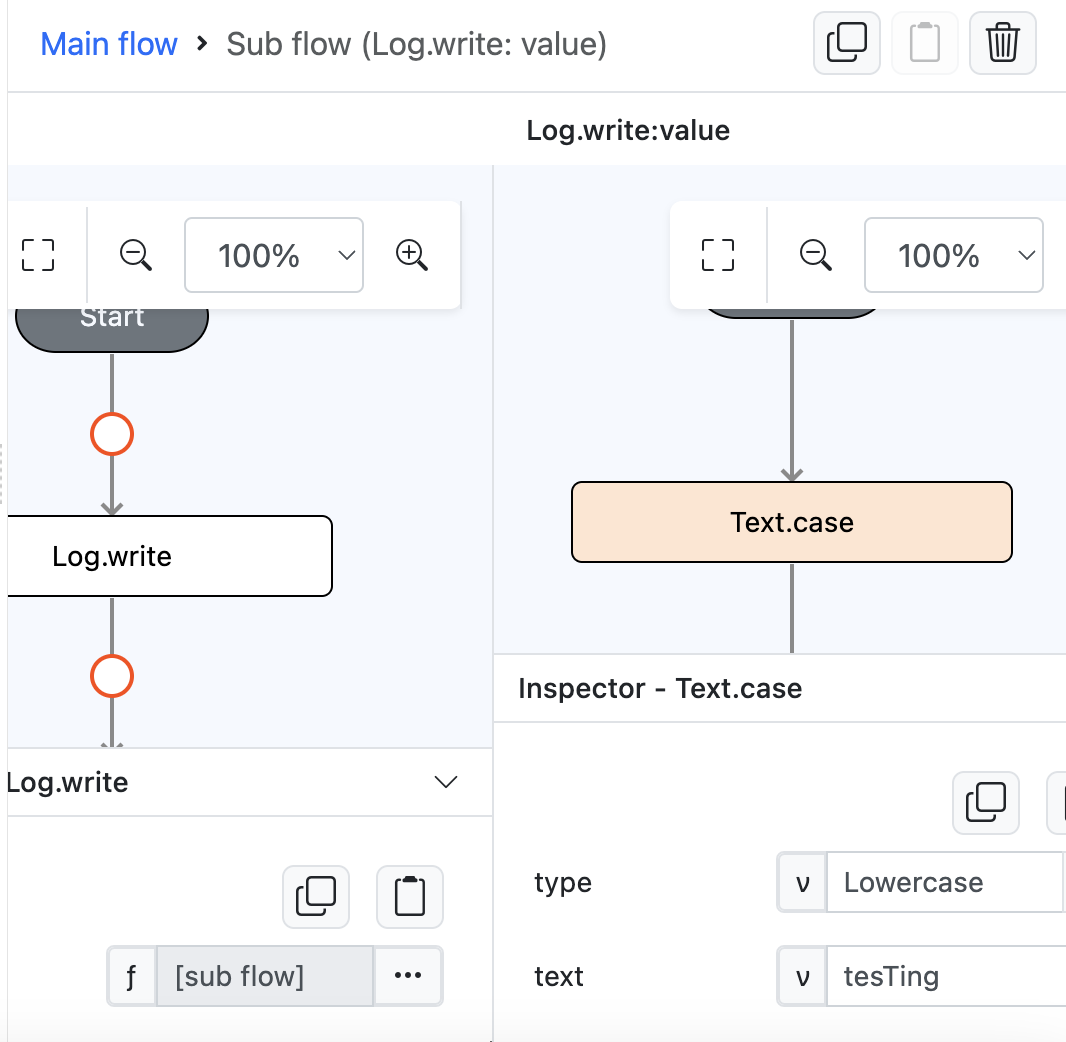 Main flow › Sub flow (Log.write: value)
Log.write:value
100%
100%
Start
Log.write
Text.case
Inspector - Text.case
Log.write
type
ν
Lowercase
ƒ
[sub flow]
text
ν
tesTing